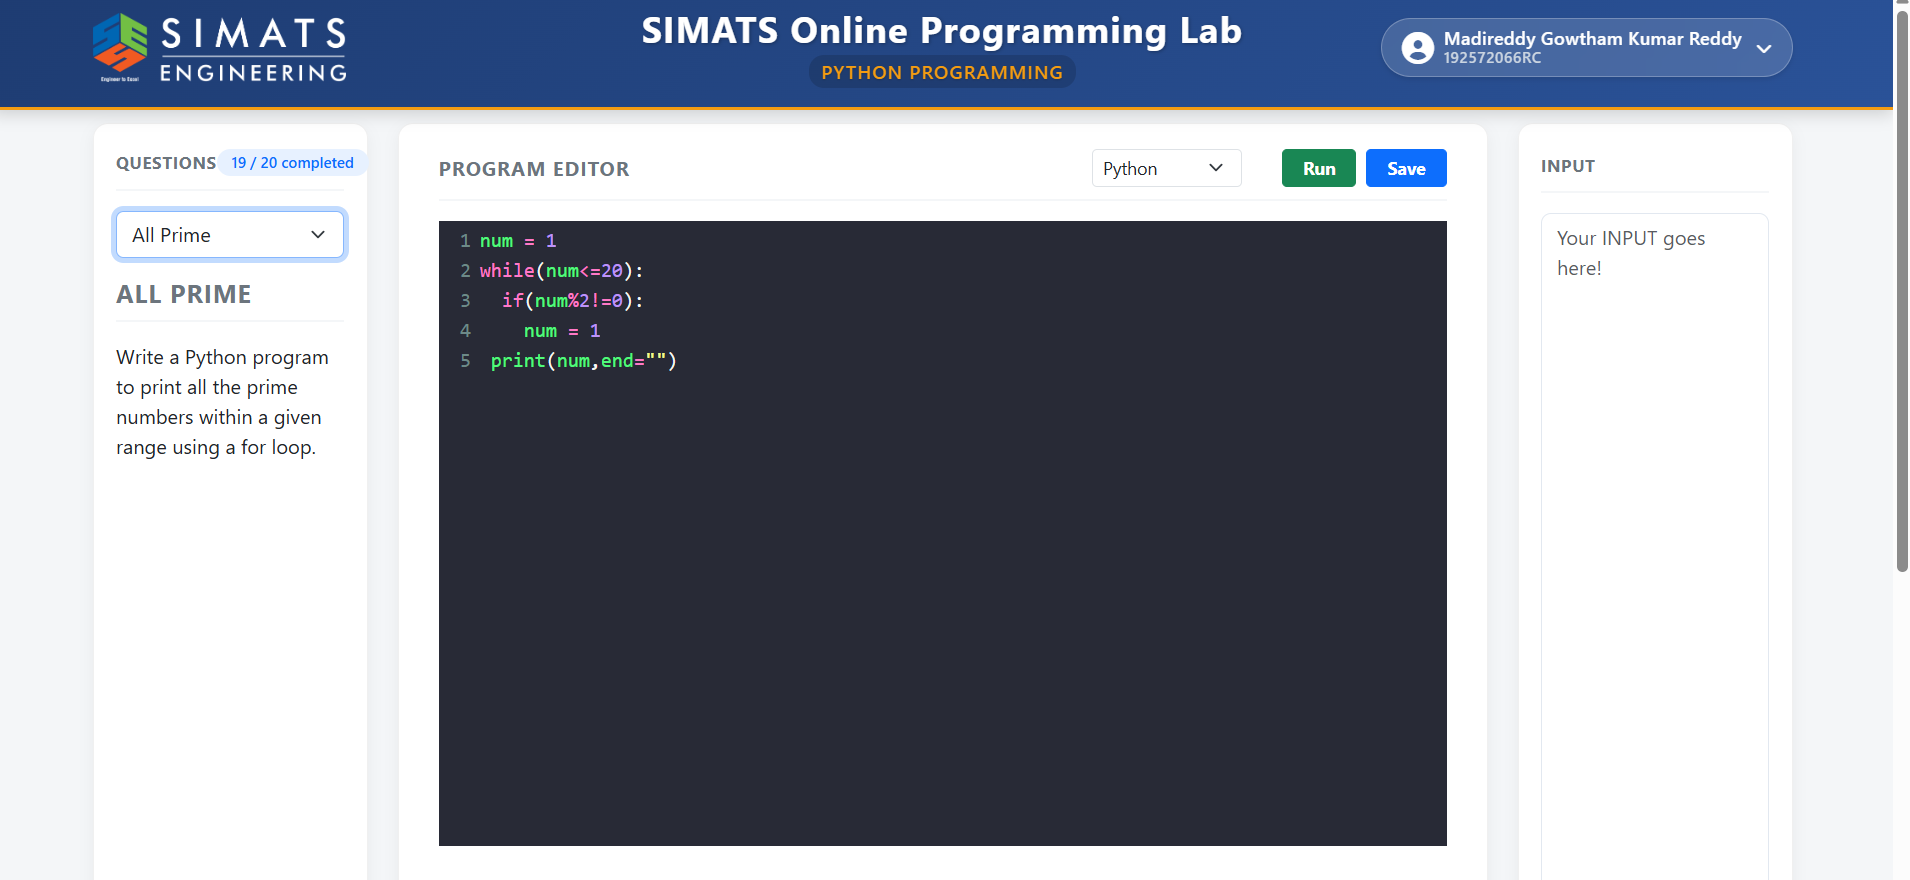 SIMATS
ENGINEERING
Engineer to Excel
SIMATS Online Programming Lab
PYTHON PROGRAMMING
Madireddy Gowtham Kumar Reddy
192572066RC
QUESTIONS 19 / 20 completed
All Prime
ALL PRIME
Write a Python program
to print all the prime
numbers within a given
range using a for loop.
PROGRAM EDITOR
Python
Run
Save
1 num = 1
2 while(num<=20):
3   if(num%2!=0):
4     num = 1
5  print(num,end="")
INPUT
Your INPUT goes
here!